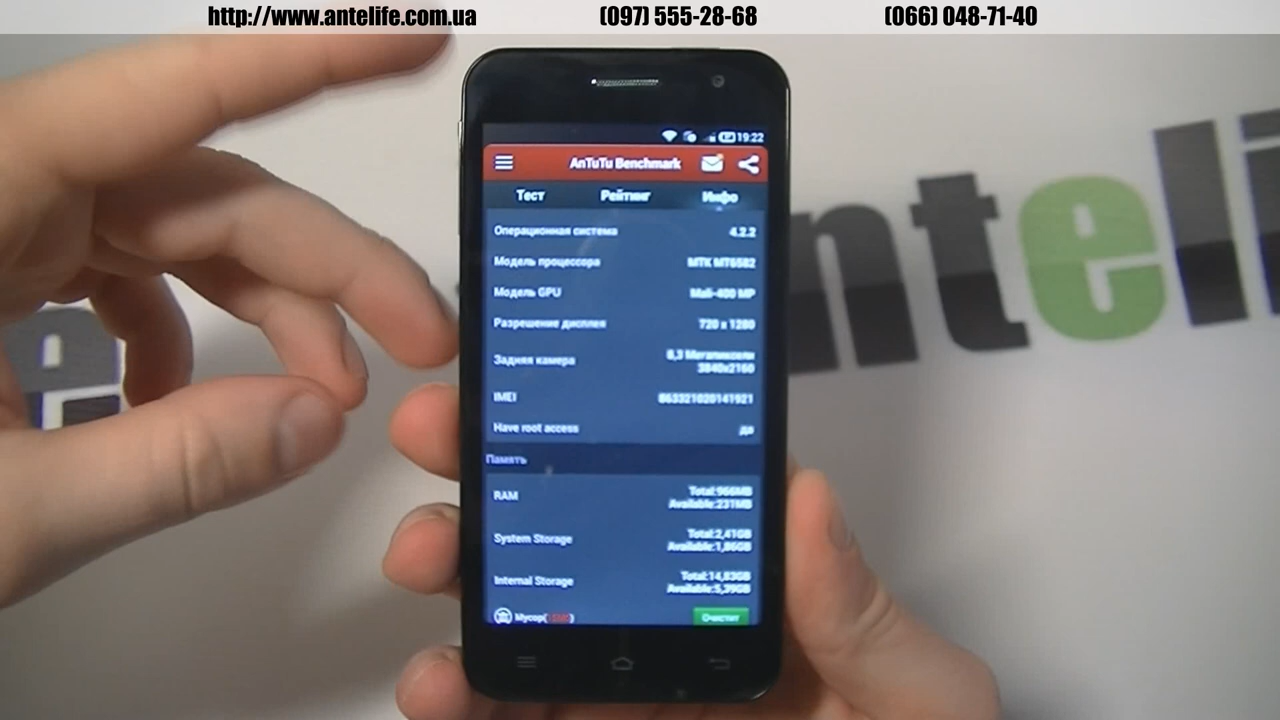 http://www.antelife.com.ua (097) 555-28-68 (066) 048-71-40
19:22
AnTuTu Benchmark
Тест Рейтинг Инфо
Операционная система 4.2.2
Модель процессора MTK MT6582
Модель GPU Mali-400 MP
Разрешение дисплея 720 x 1280
Задняя камера 8,3 Мегапиксели
3840x2160
IMEI 863321020141921
Have root access да
Память
RAM Total:966MB
Available:231MB
System Storage Total:2,41GB
Available:1,86GB
Internal Storage Total:14,83GB
Available:5,39GB
Мусор( ) Очистит
nteli